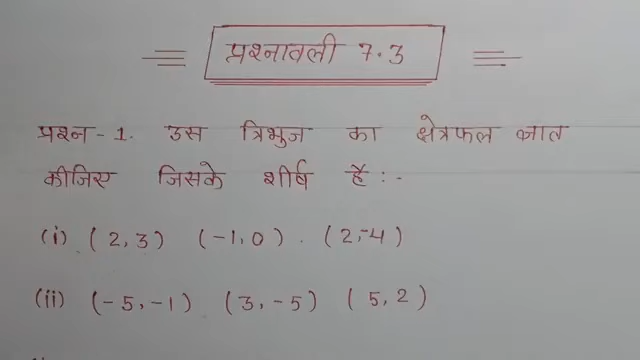 प्रश्नावली 7.3
प्रश्न-1. उस त्रिभुज का क्षेत्रफल ज्ञात
कीजिए जिसके शीर्ष है :-
(i) (2,3) (-1,0) . (2,-4)
(ii) (-5,-1) (3,-5) (5,2)